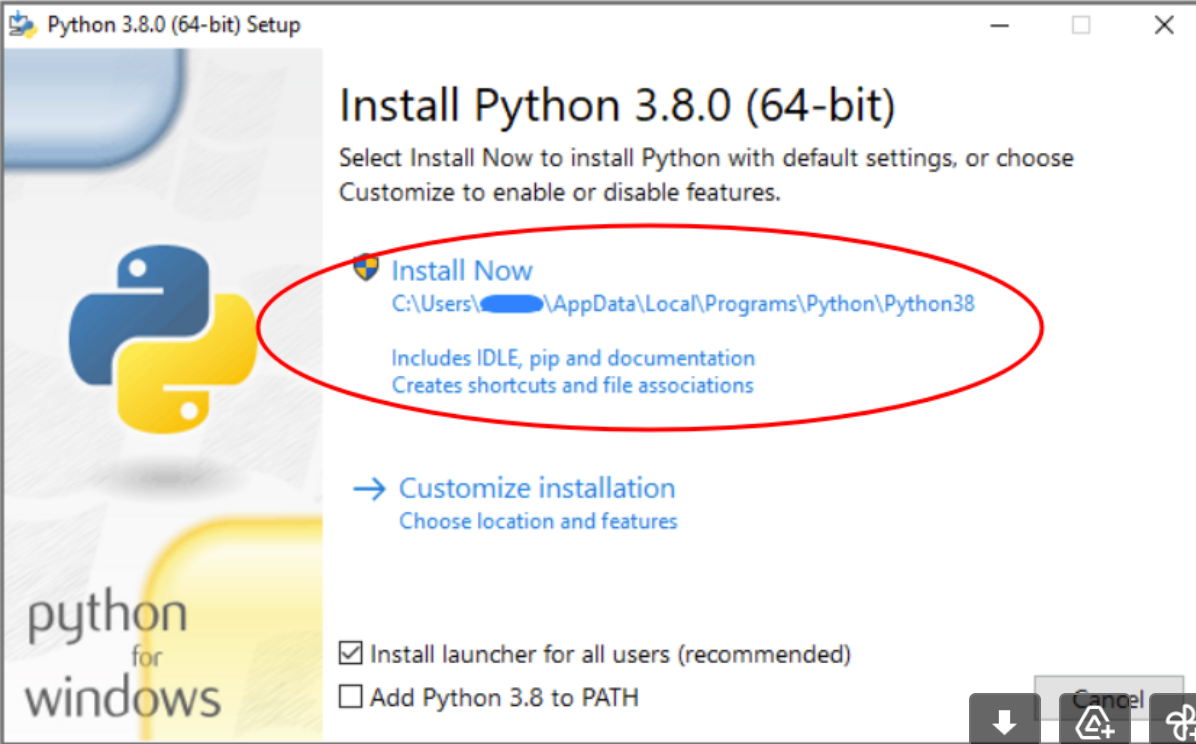 Python 3.8.0 (64-bit) Setup
Install Python 3.8.0 (64-bit)
Select Install Now to install Python with default settings, or choose
Customize to enable or disable features.
Install Now
C:\Users\ \AppData\Local\Programs\Python\Python38
Includes IDLE, pip and documentation
Creates shortcuts and file associations
Customize installation
Choose location and features
python
for
windows
Install launcher for all users (recommended)
Add Python 3.8 to PATH
Cancel